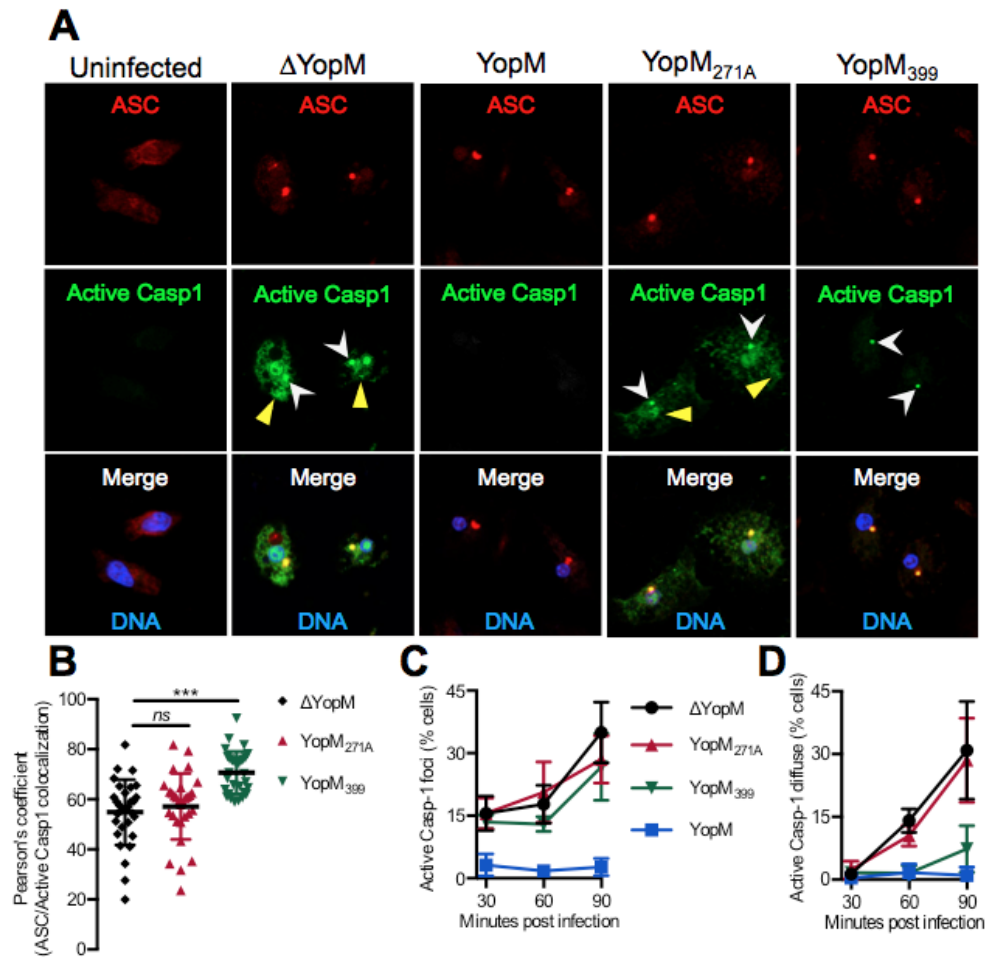 A
Uninfected ΔYopM YopM YopM271A YopM399
ASC ASC ASC ASC ASC
Active Casp1 Active Casp1 Active Casp1 Active Casp1 Active Casp1
Merge Merge Merge Merge Merge
DNA DNA DNA DNA DNA
B
Pearson's coefficient
(ASC/Active Casp1 colocalization)
100
80
60
40
20
0
***
ns
ΔYopM
YopM271A
YopM399
C
Active Casp-1 foci (% cells)
45
30
15
0
30 60 90
Minutes post infection
ΔYopM
YopM271A
YopM399
YopM
D
Active Casp-1 diffuse (% cells)
45
30
15
0
30 60 90
Minutes post infection